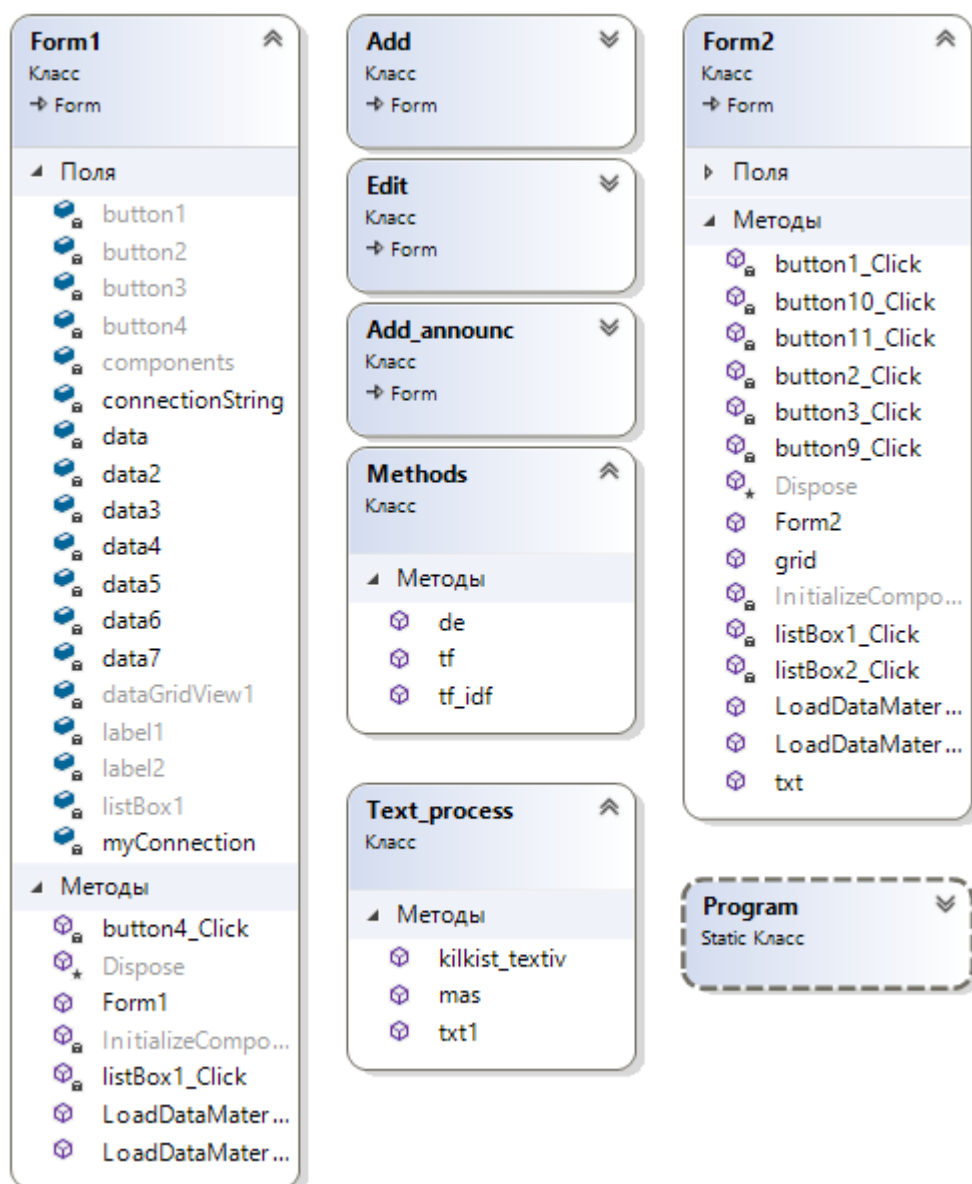 Form1
Класс
Form
Поля
button1
button2
button3
button4
components
connectionString
data
data2
data3
data4
data5
data6
data7
dataGridView1
label1
label2
listBox1
myConnection
Методы
button4_Click
Dispose
Form1
InitializeCompo...
listBox1_Click
LoadDataMater...
LoadDataMater...
Add
Класс
Form
Edit
Класс
Form
Add_announc
Класс
Form
Methods
Класс
Методы
de
tf
tf_idf
Text_process
Класс
Методы
kilkist_textiv
mas
txt1
Form2
Класс
Form
Поля
Методы
button1_Click
button10_Click
button11_Click
button2_Click
button3_Click
button9_Click
Dispose
Form2
grid
InitializeCompo...
listBox1_Click
listBox2_Click
LoadDataMater...
LoadDataMater...
txt
Program
Static Класс